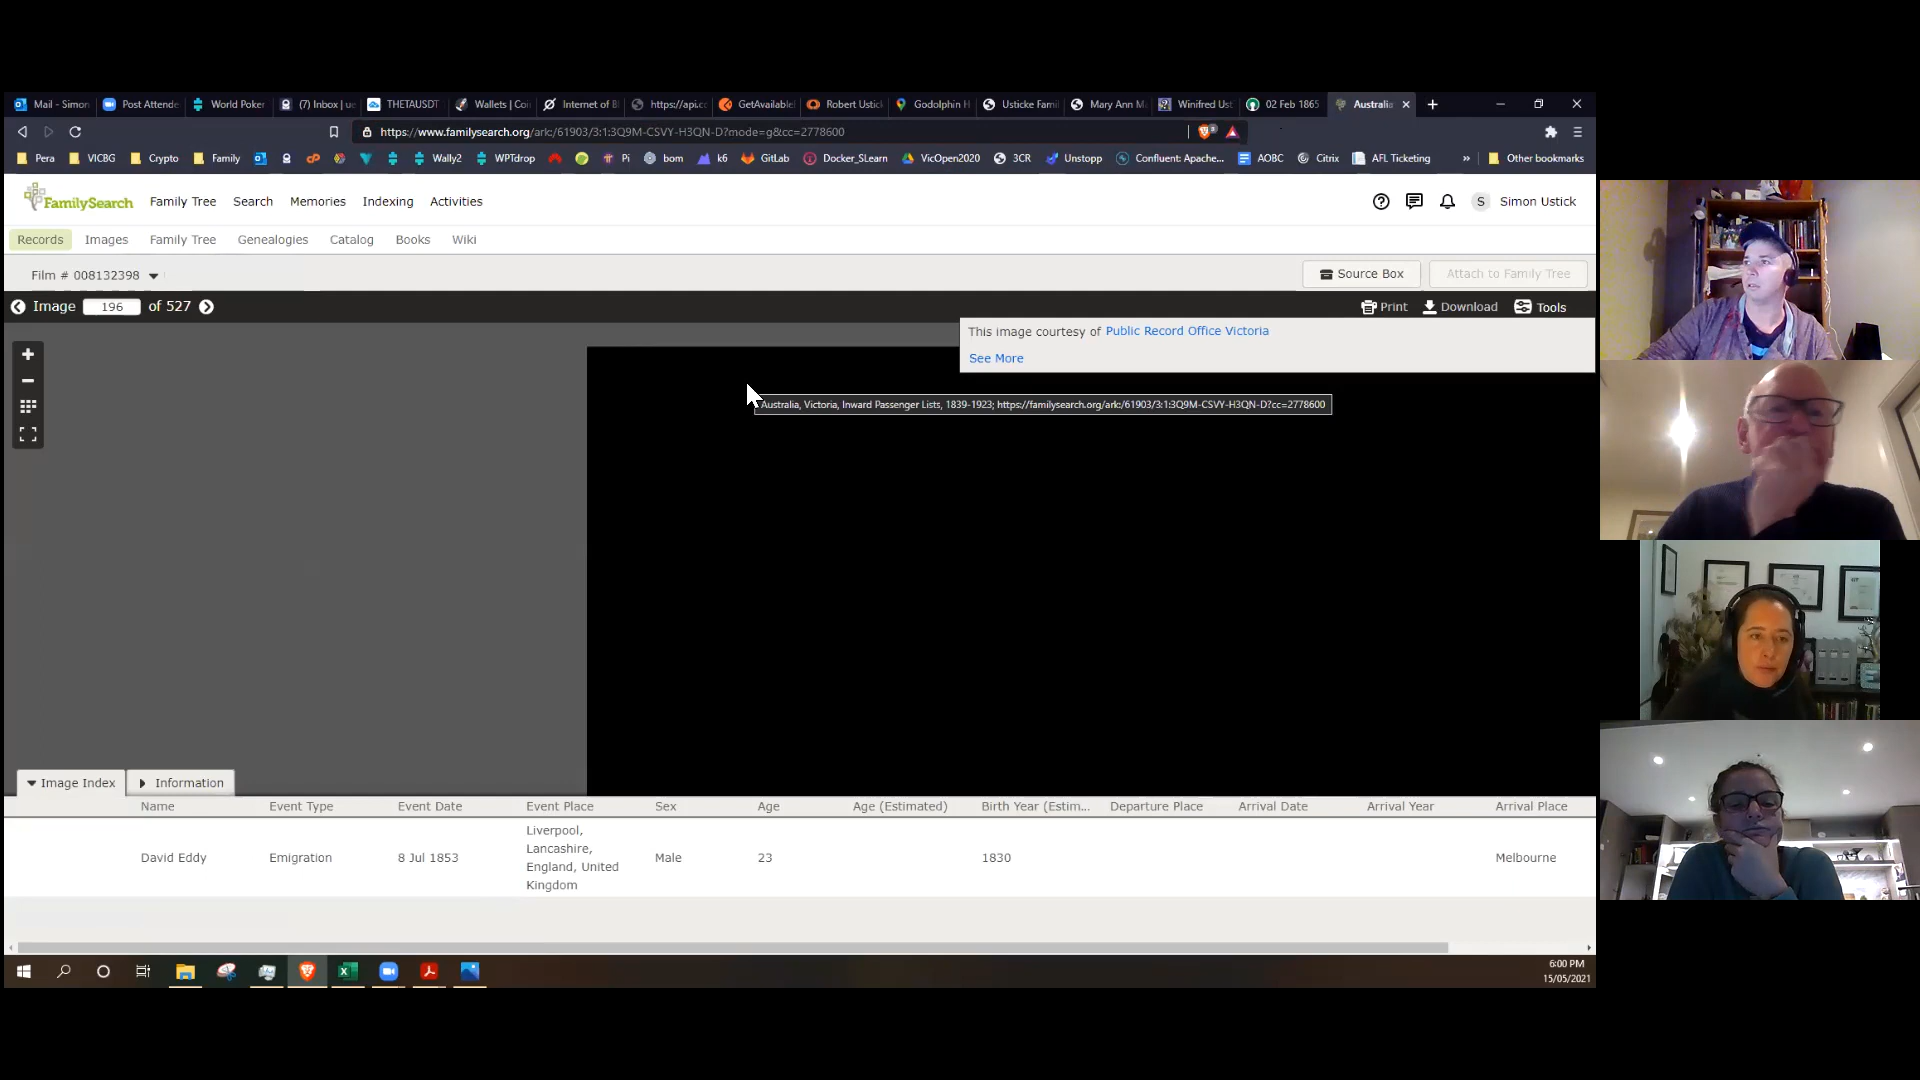 Mail - Simon Post Attende World Poker (7) Inbox | u THETAUSDT Wallets | Coi Internet of Bl https://api.co GetAvailable Robert Ustick Godolphin H Usticke Fami Mary Ann M Winifred Ust 02 Feb 1865 Australia
https://www.familysearch.org/ark:/61903/3:1:3Q9M-CSVY-H3QN-D?mode=g&cc=2778600
Pera VICBG Crypto Family Wally2 WPTdrop Pi bom k6 GitLab Docker_SLearn VicOpen2020 3CR Unstopp Confluent: Apache... AOBC Citrix AFL Ticketing » Other bookmarks
FamilySearch Family Tree Search Memories Indexing Activities S Simon Ustick
Records Images Family Tree Genealogies Catalog Books Wiki
Film # 008132398 Source Box Attach to Family Tree
Image 196 of 527 Print Download Tools
This image courtesy of Public Record Office Victoria
See More
Australia, Victoria, Inward Passenger Lists, 1839-1923; https://familysearch.org/ark:/61903/3:1:3Q9M-CSVY-H3QN-D?cc=2778600
Image Index Information
Name Event Type Event Date Event Place Sex Age Age (Estimated) Birth Year (Estim... Departure Place Arrival Date Arrival Year Arrival Place
David Eddy Emigration 8 Jul 1853 Liverpool, Male 23 1830 Melbourne
Lancashire,
England, United
Kingdom
6:00 PM
15/05/2021